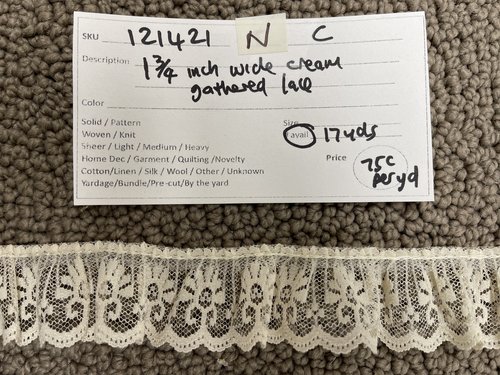 SKU 121421 N C
Description 1 3/4 inch wide cream
gathered lace
Color
Solid / Pattern
Size
Woven / Knit
avail 17 yds
Sheer / Light / Medium / Heavy
Home Dec / Garment / Quilting /Novelty
Price 75c
per yd
Cotton/Linen / Silk / Wool / Other / Unknown
Yardage/Bundle/Pre-cut/By the yard